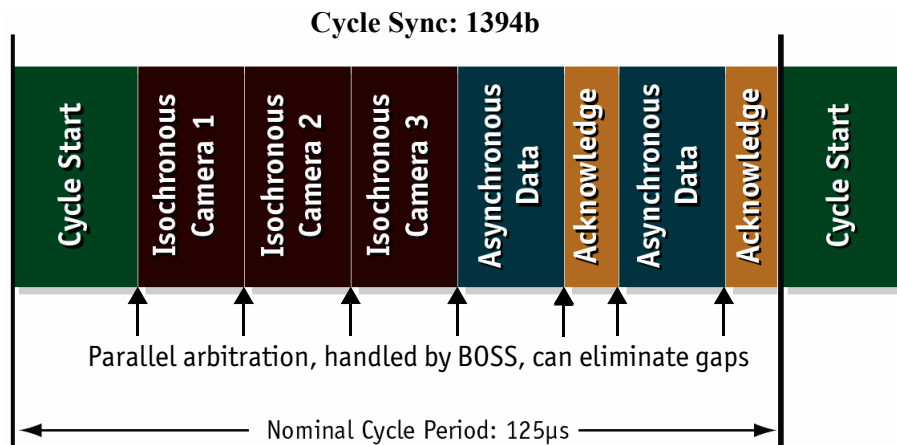 Cycle Sync: 1394b
Cycle Start
Isochronous
Camera 1
Isochronous
Camera 2
Isochronous
Camera 3
Asynchronous
Data
Acknowledge
Asynchronous
Data
Acknowledge
Cycle Start
Parallel arbitration, handled by BOSS, can eliminate gaps
Nominal Cycle Period: 125µs